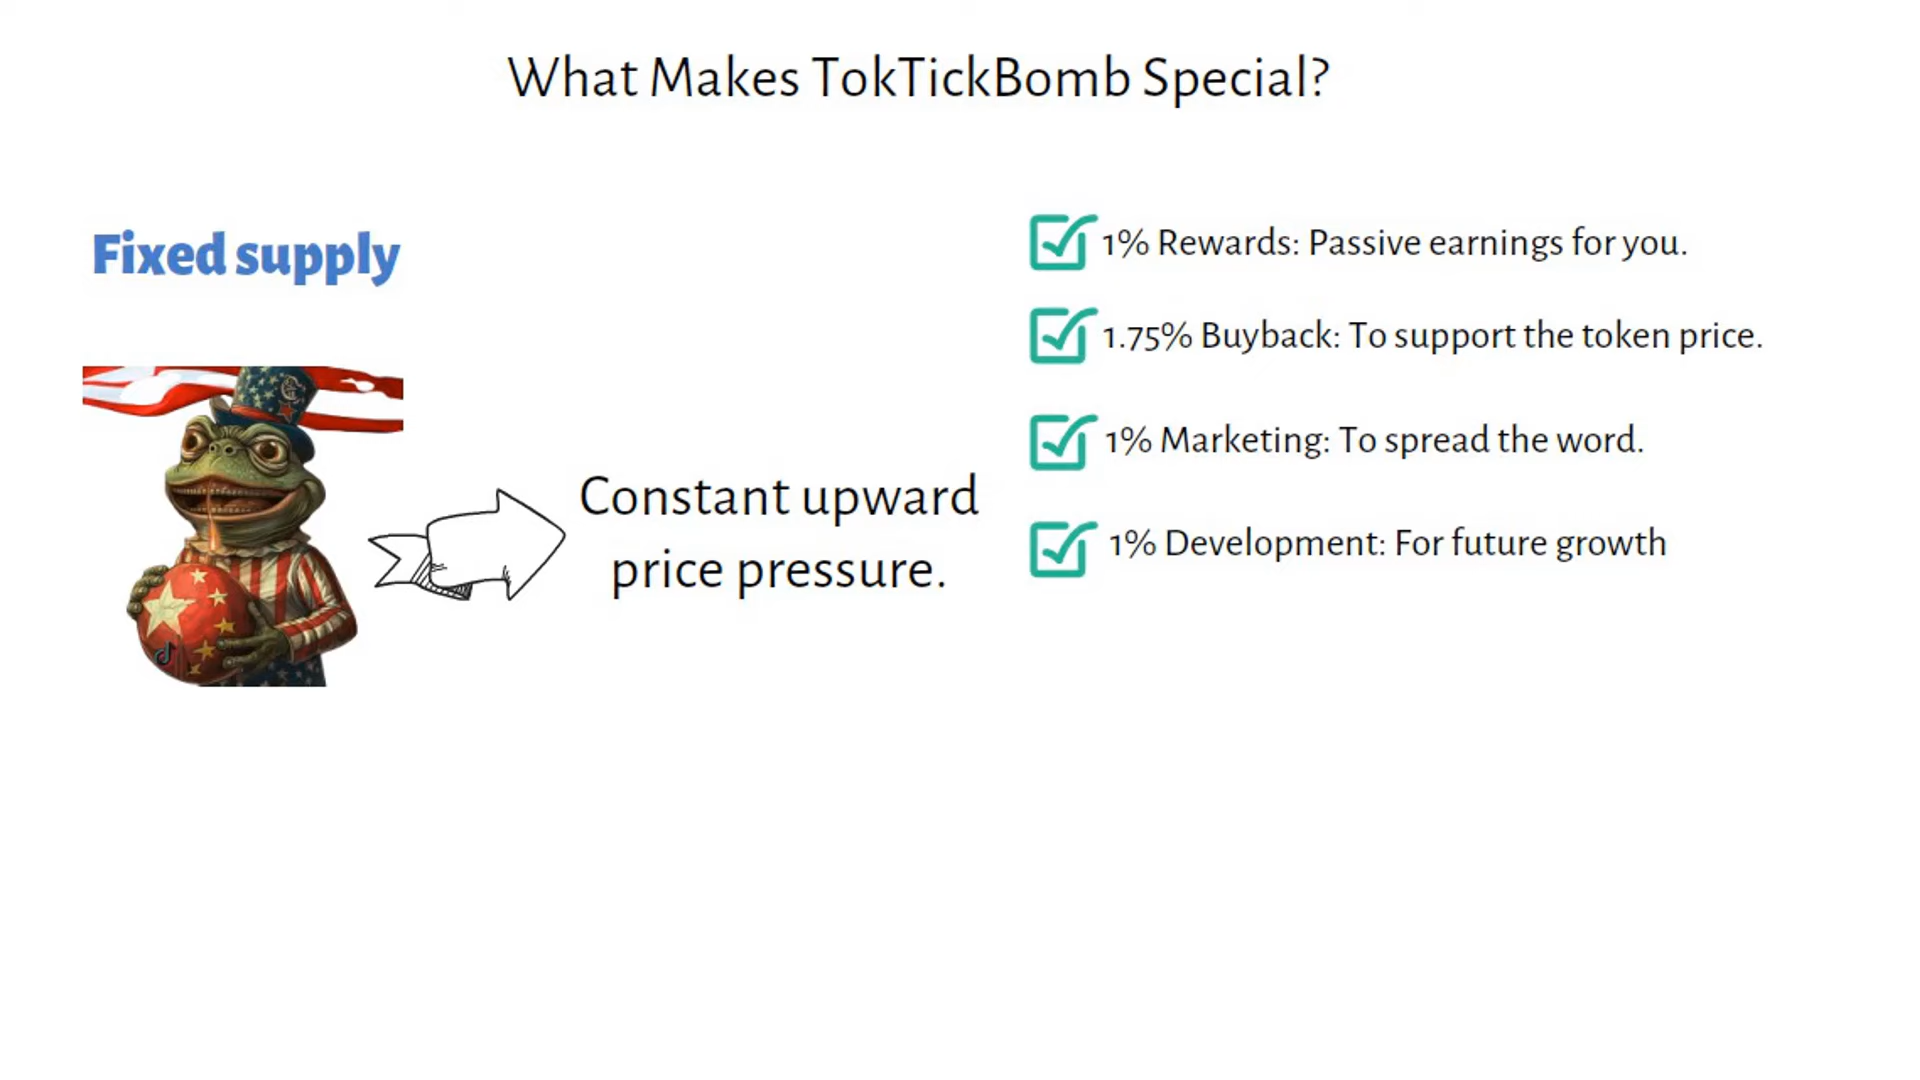 What Makes TokTickBomb Special?
Fixed supply
Constant upward
price pressure.
1% Rewards: Passive earnings for you.
1.75% Buyback: To support the token price.
1% Marketing: To spread the word.
1% Development: For future growth